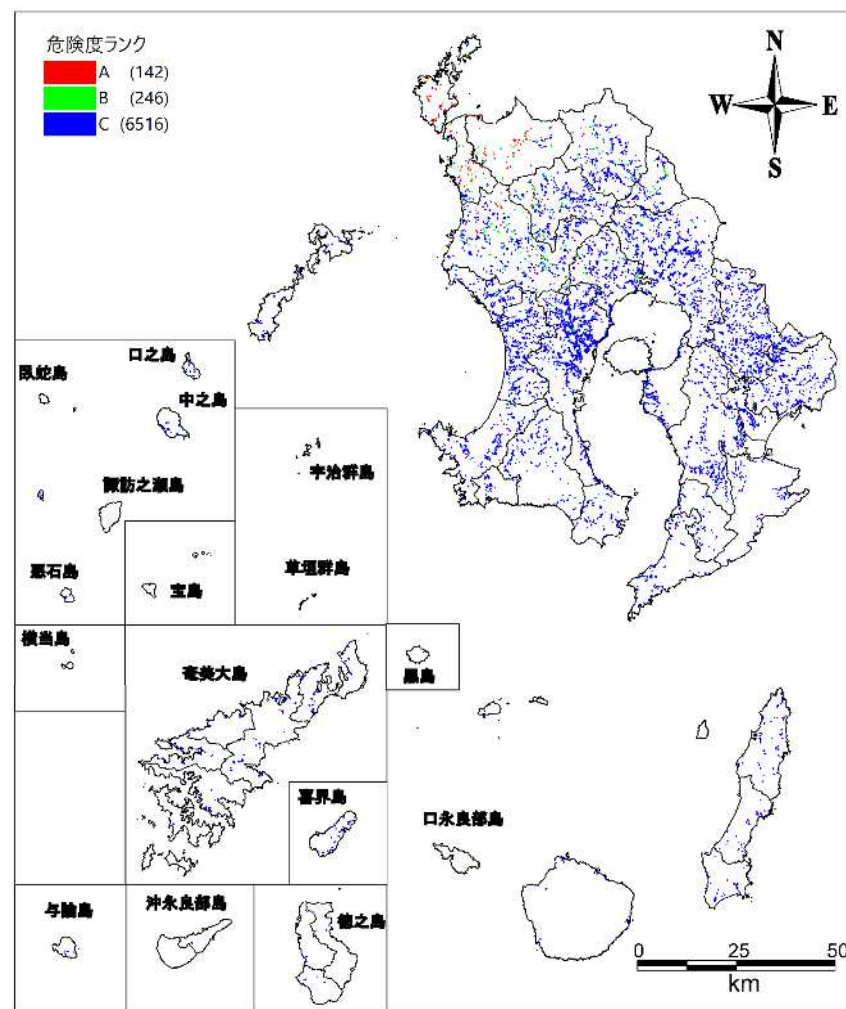 危険度ランク
A (142)
B (246)
C (6516)
N
W E
S
口之島
臥蛇島
中之島
宇治群島
諏訪之瀬島
悪石島
宝島
草垣群島
横当島
奄美大島
黒島
喜界島
口永良部島
与論島
沖永良部島
徳之島
0 25 50
km